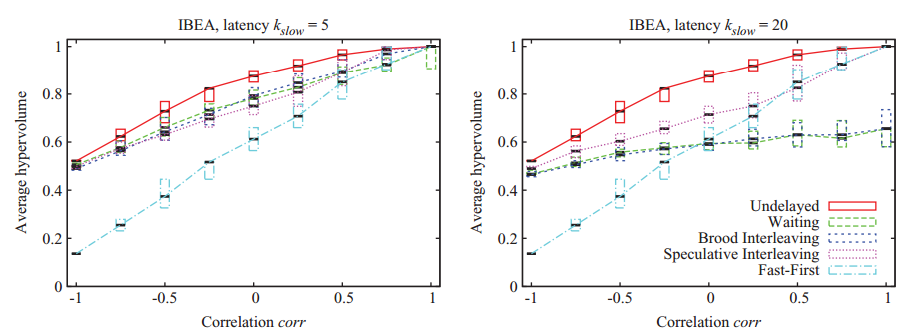 IBEA, latency k_slow = 5
Average hypervolume
1
0.8
0.6
0.4
0.2
0
-1
-0.5
0
0.5
1
Correlation corr
IBEA, latency k_slow = 20
Average hypervolume
1
0.8
0.6
0.4
0.2
0
Undelayed
Waiting
Brood Interleaving
Speculative Interleaving
Fast-First
-1
-0.5
0
0.5
1
Correlation corr